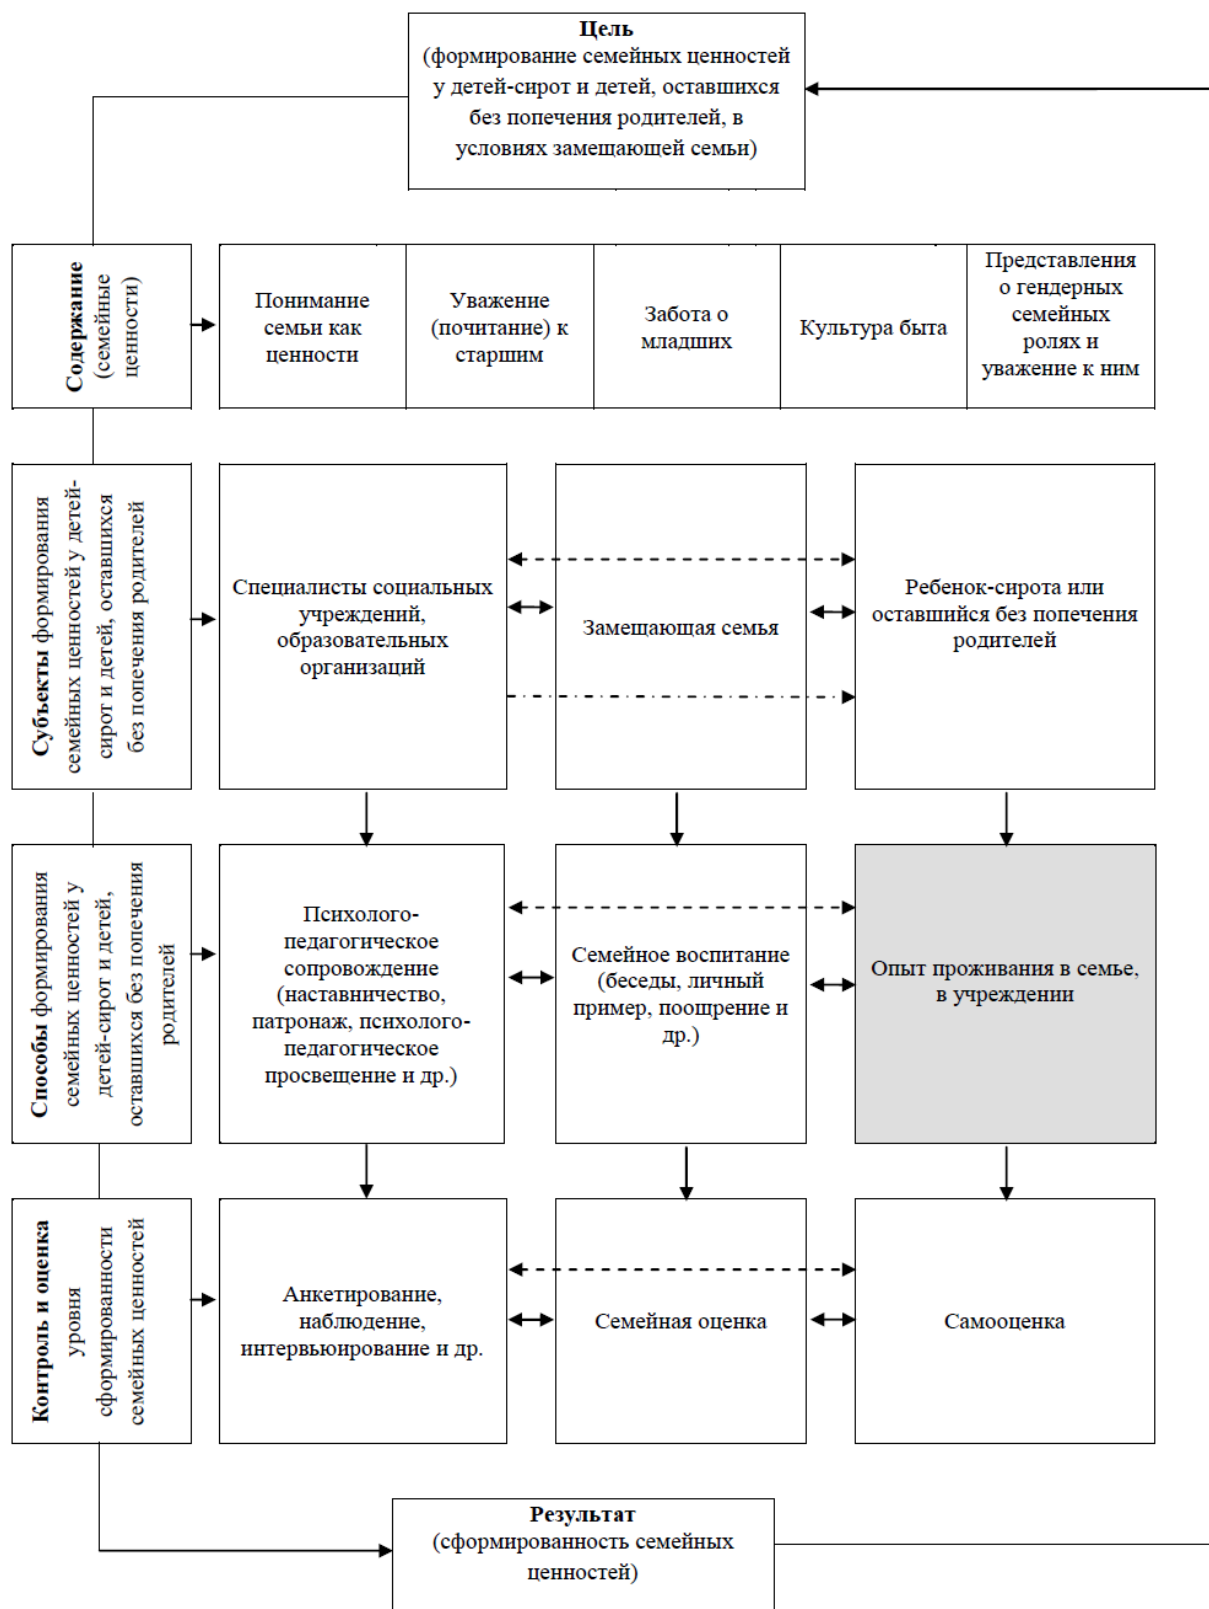 Цель
(формирование семейных ценностей
у детей-сирот и детей, оставшихся
без попечения родителей, в
условиях замещающей семьи)
Содержание
(семейные
ценности)
Понимание
семьи как
ценности
Уважение
(почитание) к
старшим
Забота о
младших
Культура быта
Представления
о гендерных
семейных
ролях и
уважение к ним
Субъекты формирования
семейных ценностей у детей-
сирот и детей, оставшихся
без попечения родителей
Специалисты социальных
учреждений,
образовательных
организаций
Замещающая семья
Ребенок-сирота или
оставшийся без попечения
родителей
Способы формирования
семейных ценностей у
детей-сирот и детей,
оставшихся без попечения
родителей
Психолого-
педагогическое
сопровождение
(наставничество,
патронаж, психолого-
педагогическое
просвещение и др.)
Семейное воспитание
(беседы, личный
пример, поощрение и
др.)
Опыт проживания в семье,
в учреждении
Контроль и оценка
уровня
сформированности
семейных ценностей
Анкетирование,
наблюдение,
интервьюирование и др.
Семейная оценка
Самооценка
Результат
(сформированность семейных
ценностей)